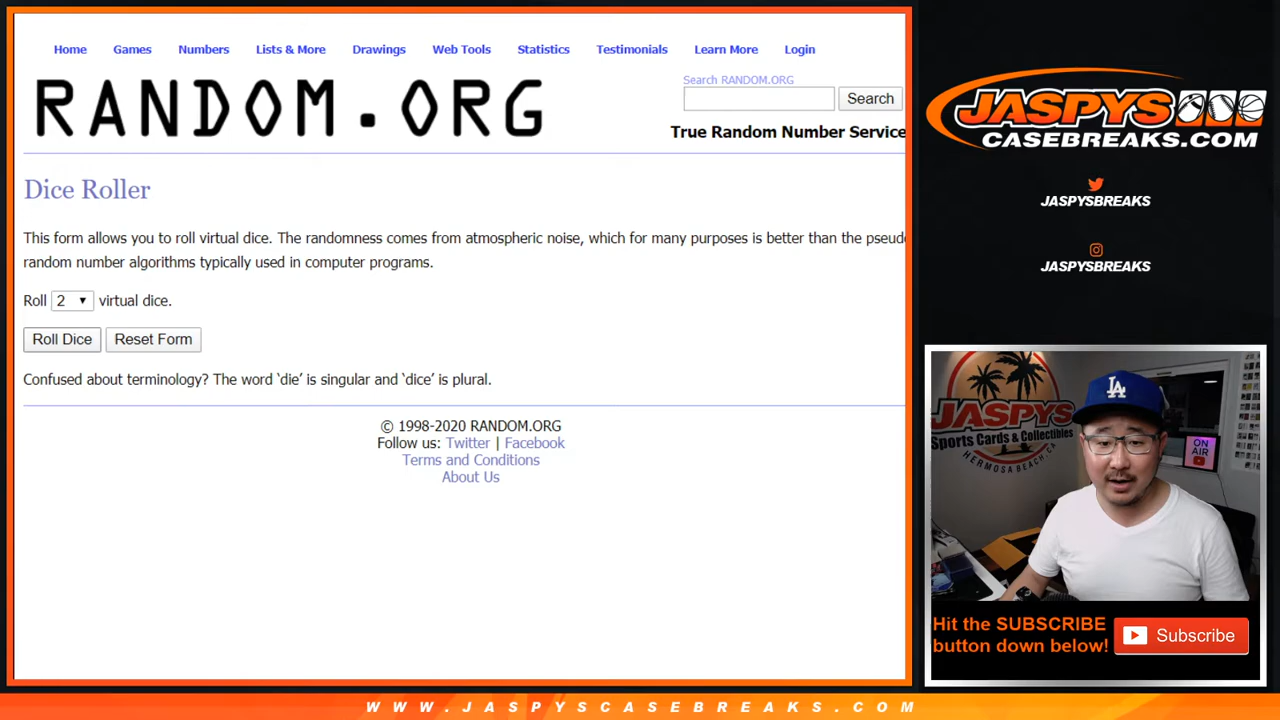 Home Games Numbers Lists & More Drawings Web Tools Statistics Testimonials Learn More Login
RANDOM.ORG
Search RANDOM.ORG
Search
True Random Number Service
Dice Roller
This form allows you to roll virtual dice. The randomness comes from atmospheric noise, which for many purposes is better than the pseudo
random number algorithms typically used in computer programs.
Roll 2 virtual dice.
Roll Dice Reset Form
Confused about terminology? The word ‘die’ is singular and ‘dice’ is plural.
© 1998-2020 RANDOM.ORG
Follow us: Twitter | Facebook
Terms and Conditions
About Us
JASPYS
CASEBREAKS.COM
JASPYSBREAKS
JASPYSBREAKS
JASPYS
Sports Cards & Collectibles
HERMOSA BEACH, CA
LA
ON
AIR
Hit the SUBSCRIBE
button down below!
Subscribe
WWW.JASPYSCASEBREAKS.COM